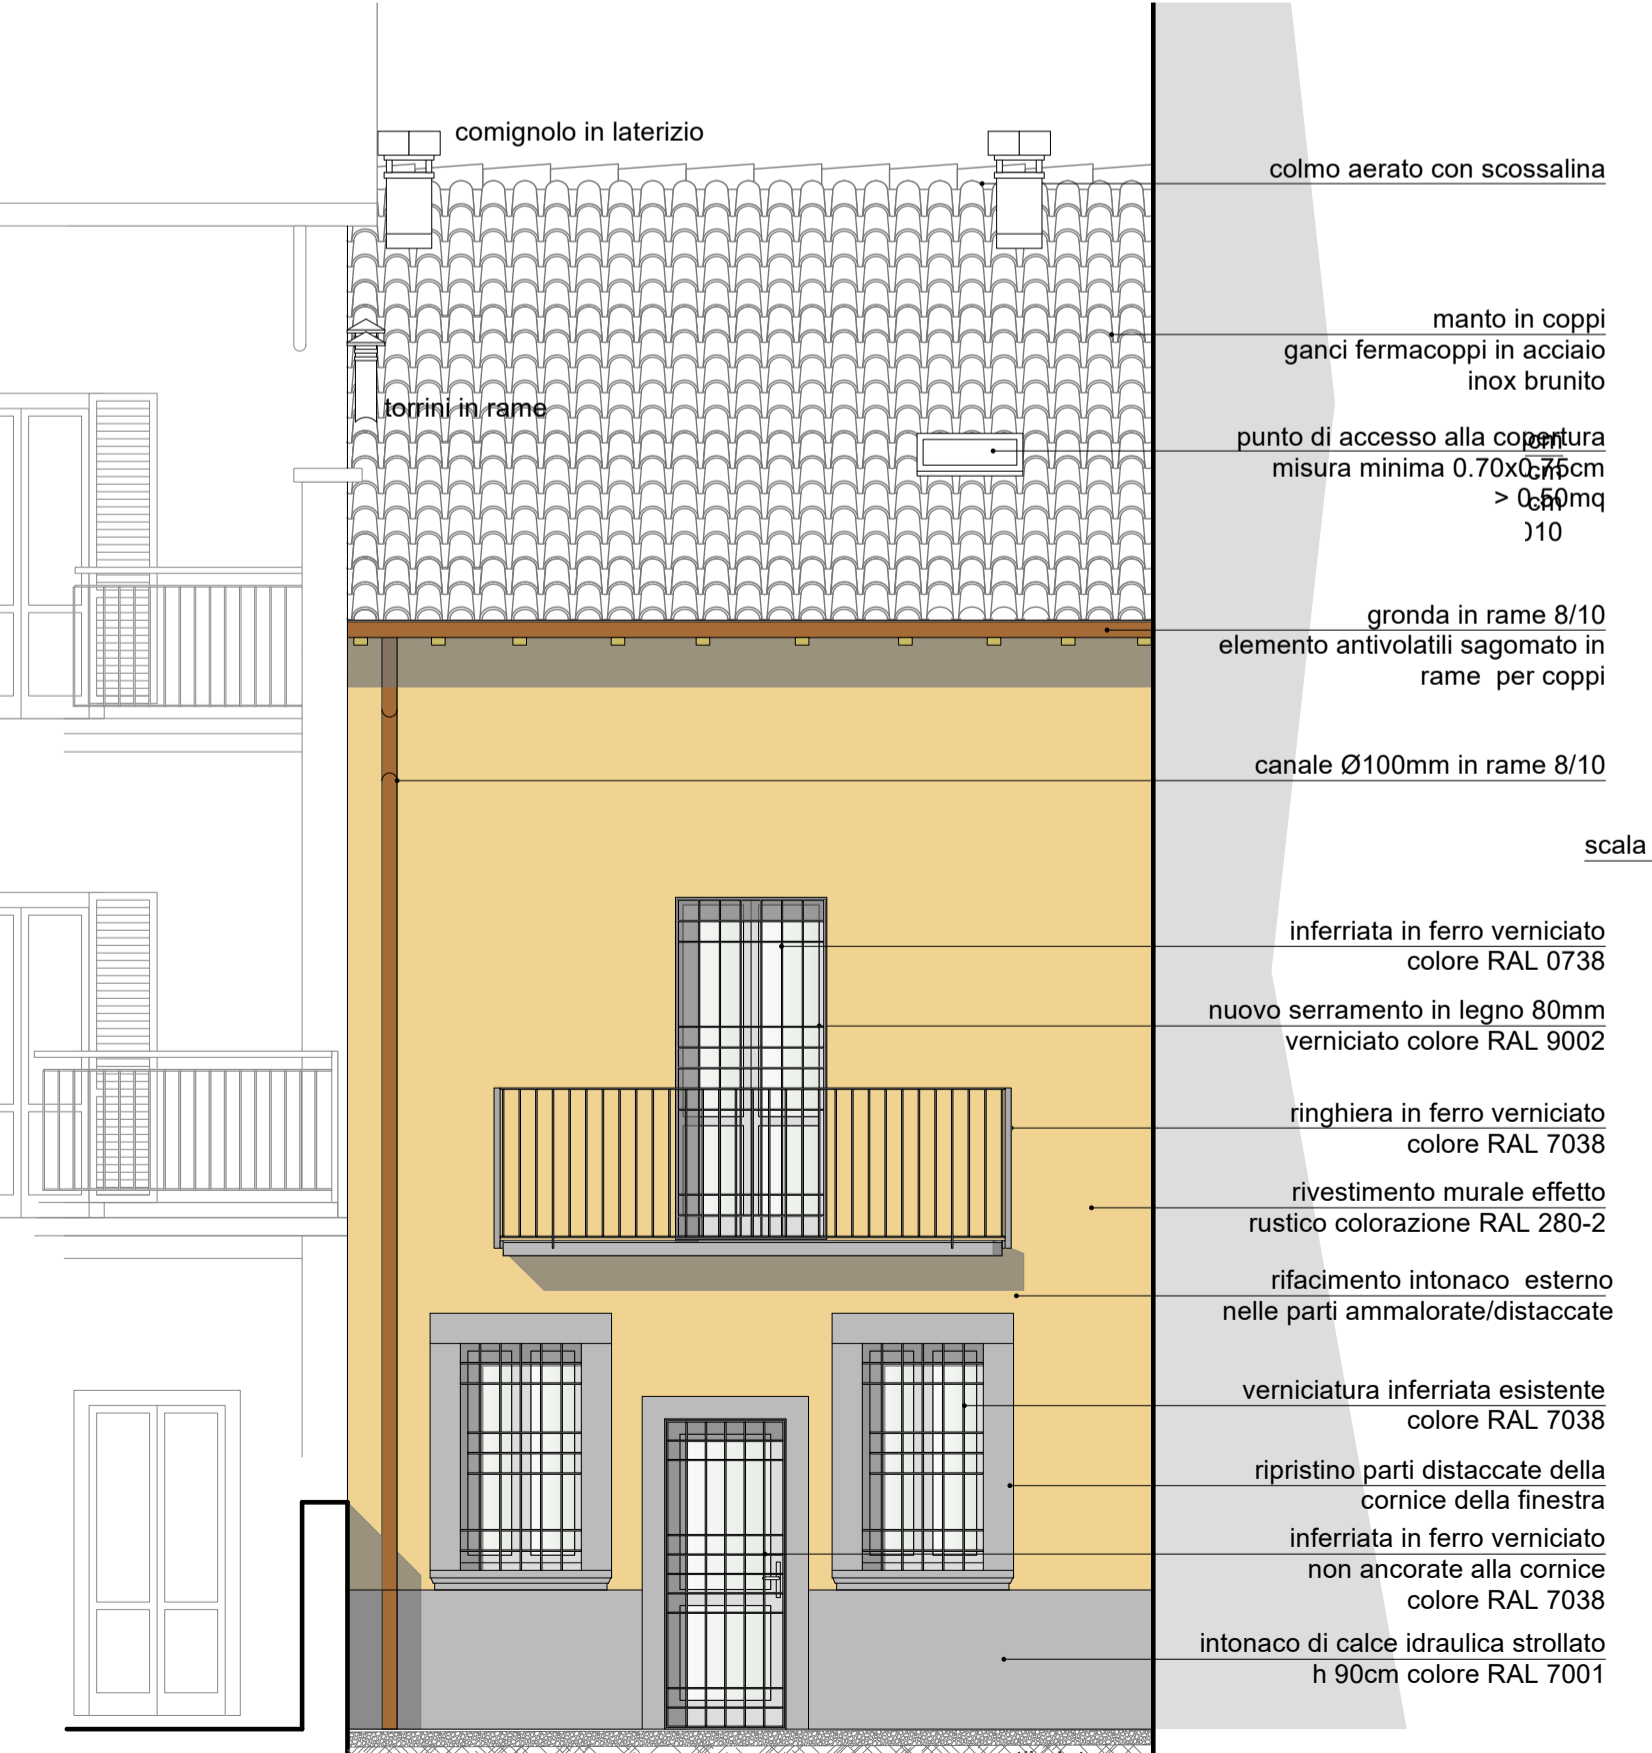 comignolo in laterizio
colmo aerato con scossalina
manto in coppi
ganci fermacoppi in acciaio
inox brunito
torrini in rame
punto di accesso alla copertura
cm
misura minima 0.70x0.75cm
cm
> 0.50mq
cm
010
gronda in rame 8/10
elemento antivolatili sagomato in
rame per coppi
canale Ø100mm in rame 8/10
scala
inferriata in ferro verniciato
colore RAL 0738
nuovo serramento in legno 80mm
verniciato colore RAL 9002
ringhiera in ferro verniciato
colore RAL 7038
rivestimento murale effetto
rustico colorazione RAL 280-2
rifacimento intonaco esterno
nelle parti ammalorate/distaccate
verniciatura inferriata esistente
colore RAL 7038
ripristino parti distaccate della
cornice della finestra
inferriata in ferro verniciato
non ancorate alla cornice
colore RAL 7038
intonaco di calce idraulica strollato
h 90cm colore RAL 7001